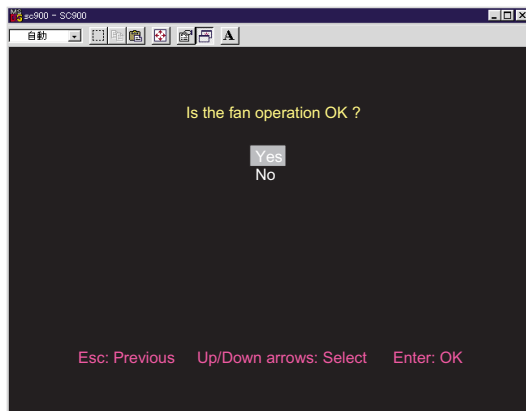 sc900 - SC900
自動
A
Is the fan operation OK ?
Yes
No
Esc: Previous Up/Down arrows: Select Enter: OK